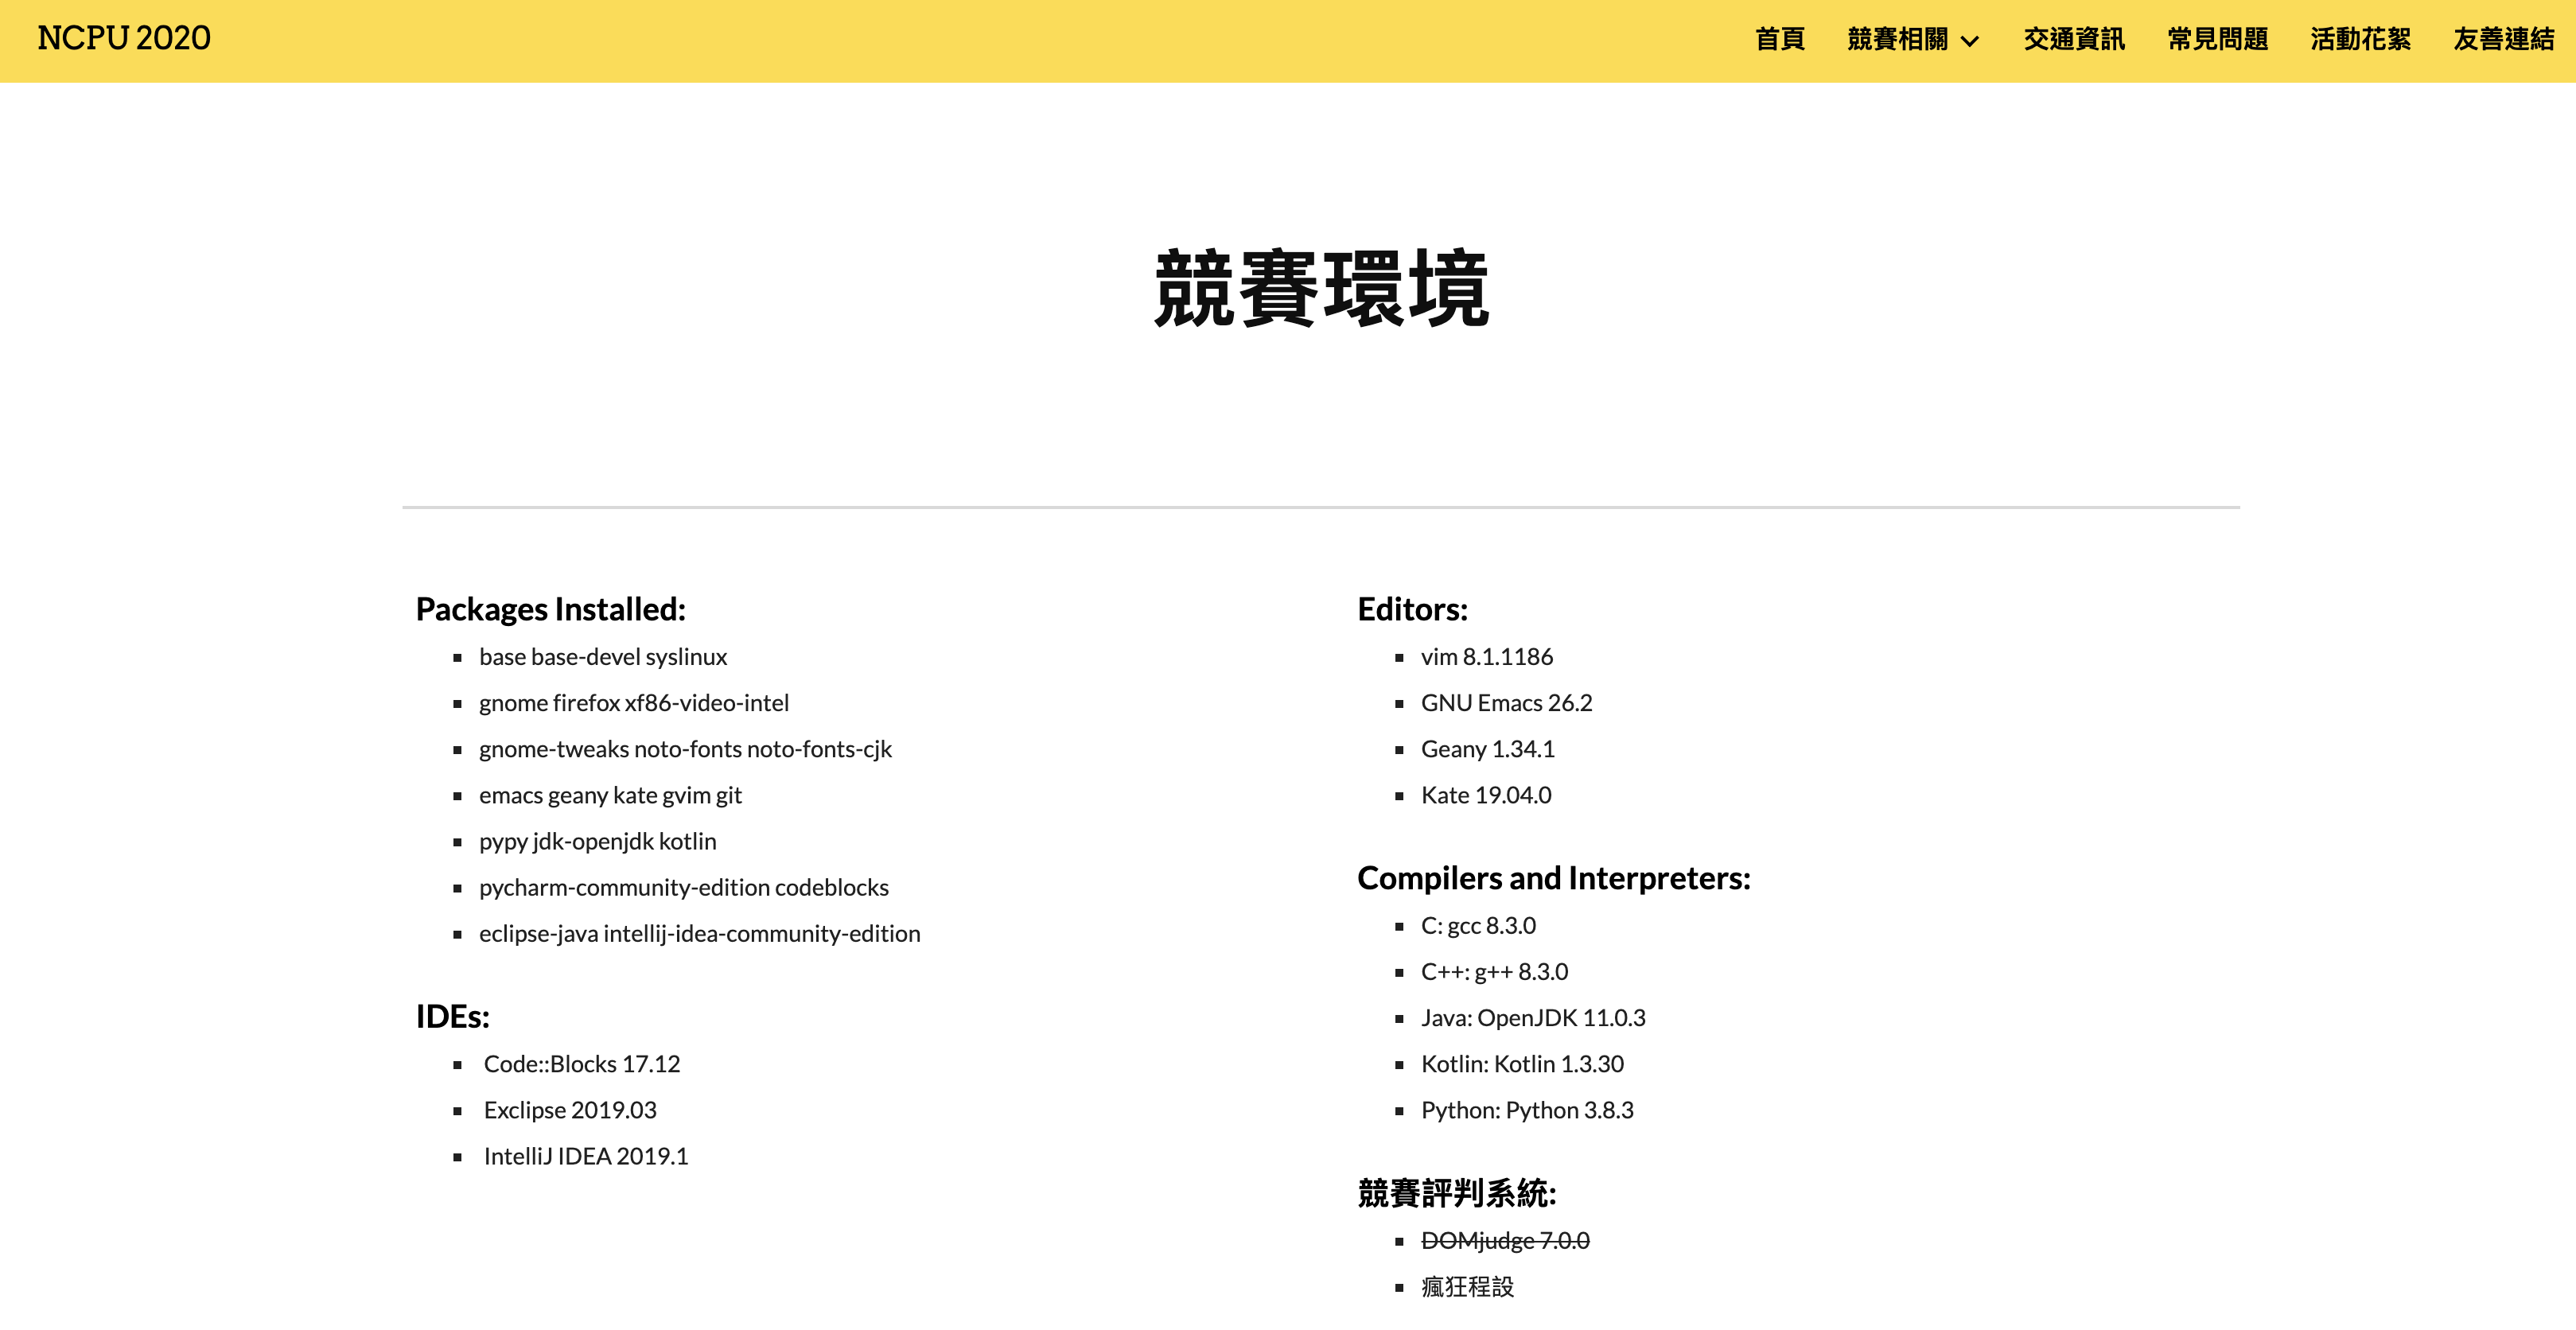 NCPU 2020
首頁 競賽相關 交通資訊 常見問題 活動花絮 友善連結
競賽環境
Packages Installed:
base base-devel syslinux
gnome firefox xf86-video-intel
gnome-tweaks noto-fonts noto-fonts-cjk
emacs geany kate gvim git
pypy jdk-openjdk kotlin
pycharm-community-edition codeblocks
eclipse-java intellij-idea-community-edition
IDEs:
Code::Blocks 17.12
Exclipse 2019.03
IntelliJ IDEA 2019.1
Editors:
vim 8.1.1186
GNU Emacs 26.2
Geany 1.34.1
Kate 19.04.0
Compilers and Interpreters:
C: gcc 8.3.0
C++: g++ 8.3.0
Java: OpenJDK 11.0.3
Kotlin: Kotlin 1.3.30
Python: Python 3.8.3
競賽評判系統:
DOMjudge 7.0.0
瘋狂程設